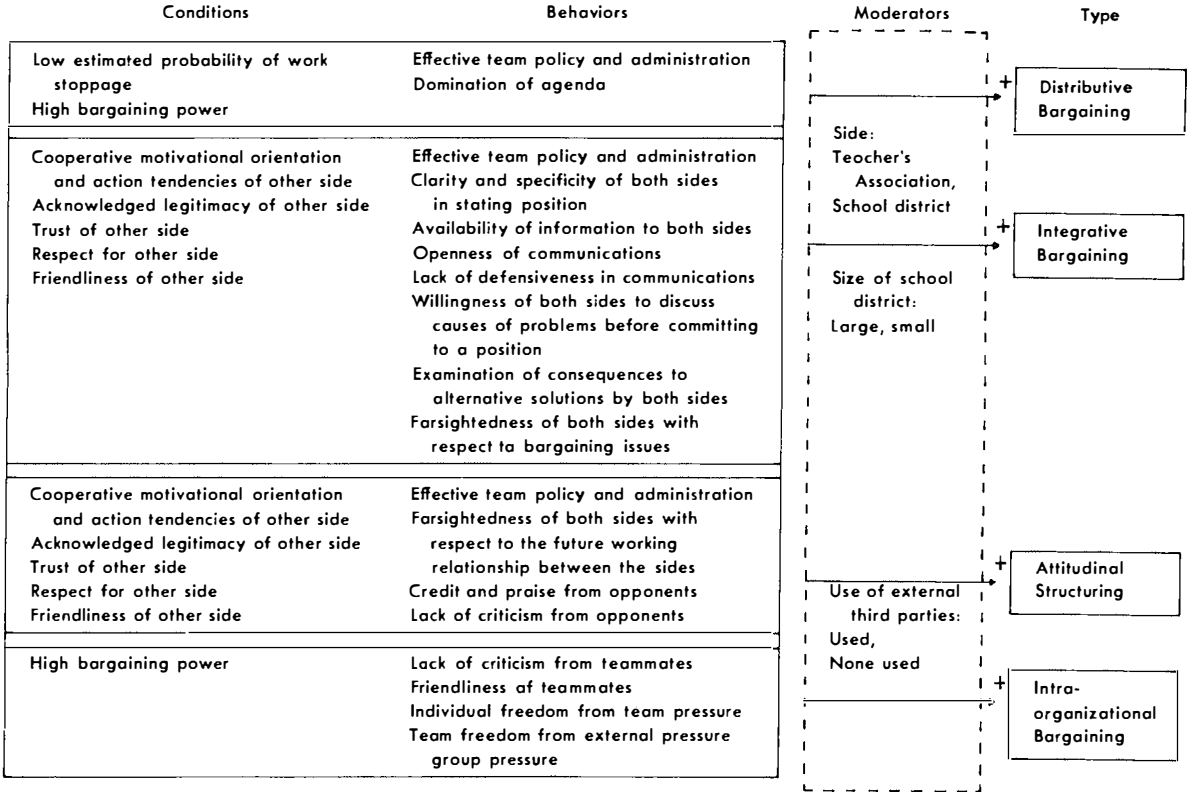 Conditions
Behaviors
Moderators
Type
Low estimated probability of work
stoppage
High bargaining power
Effective team policy and administration
Domination of agenda
+
Distributive
Bargaining
Cooperative motivational orientation
and action tendencies of other side
Acknowledged legitimacy of other side
Trust of other side
Respect for other side
Friendliness of other side
Effective team policy and administration
Clarity and specificity of both sides
in stating position
Availability of information to both sides
Openness of communications
Lack of defensiveness in communications
Willingness of both sides to discuss
causes of problems before committing
to a position
Examination of consequences to
alternative solutions by both sides
Farsightedness of both sides with
respect ta bargaining issues
Side:
Teocher's
Association,
School district
Size of school
district:
Large, small
+
Integrative
Bargaining
Cooperative motivational orientation
and action tendencies of other side
Acknowledged legitimacy of other side
Trust of other side
Respect for other side
Friendliness of other side
Effective team policy and administration
Farsightedness of both sides with
respect to the future working
relationship between the sides
Credit and praise from opponents
Lack of criticism from opponents
Use of external
third parties:
Used,
None used
+
Attitudinal
Structuring
High bargaining power
Lack of criticism from teammates
Friendliness af teammates
Individual freedom from team pressure
Team freedom from external pressure
group pressure
+
Intra-
organizational
Bargaining